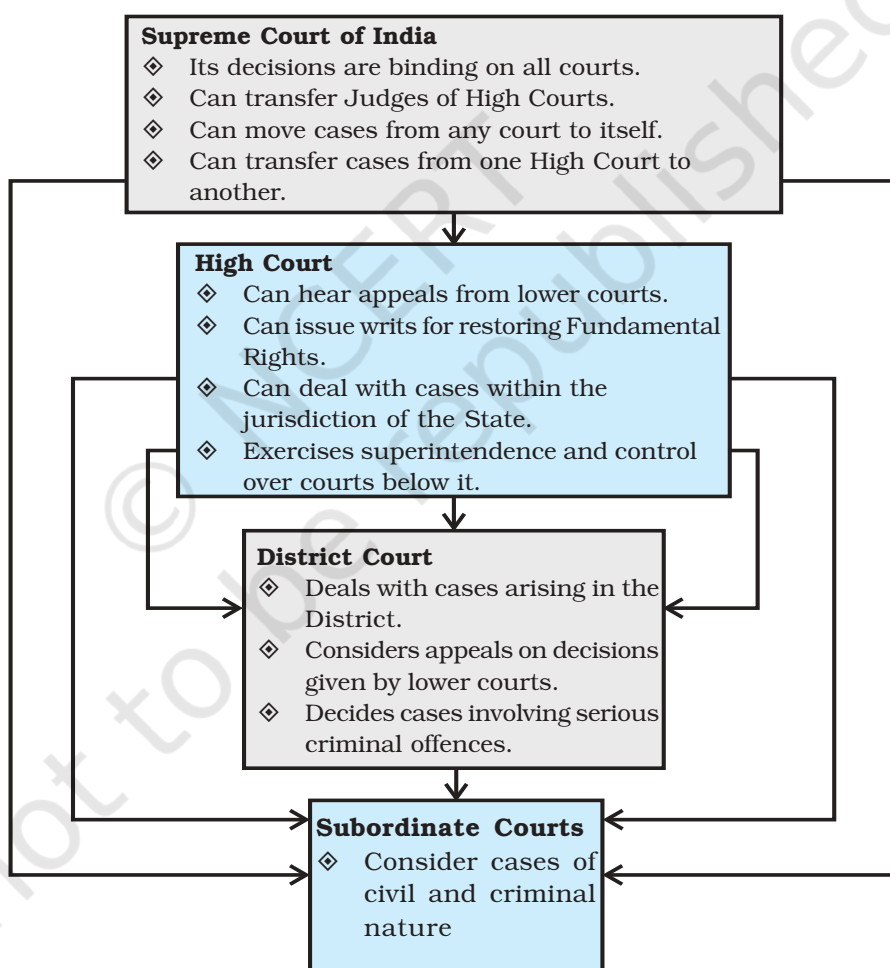 Supreme Court of India
◈ Its decisions are binding on all courts.
◈ Can transfer Judges of High Courts.
◈ Can move cases from any court to itself.
◈ Can transfer cases from one High Court to
another.
High Court
◈ Can hear appeals from lower courts.
◈ Can issue writs for restoring Fundamental
Rights.
◈ Can deal with cases within the
jurisdiction of the State.
◈ Exercises superintendence and control
over courts below it.
District Court
◈ Deals with cases arising in the
District.
◈ Considers appeals on decisions
given by lower courts.
◈ Decides cases involving serious
criminal offences.
Subordinate Courts
◈ Consider cases of
civil and criminal
nature
© NCERT
not to be republished